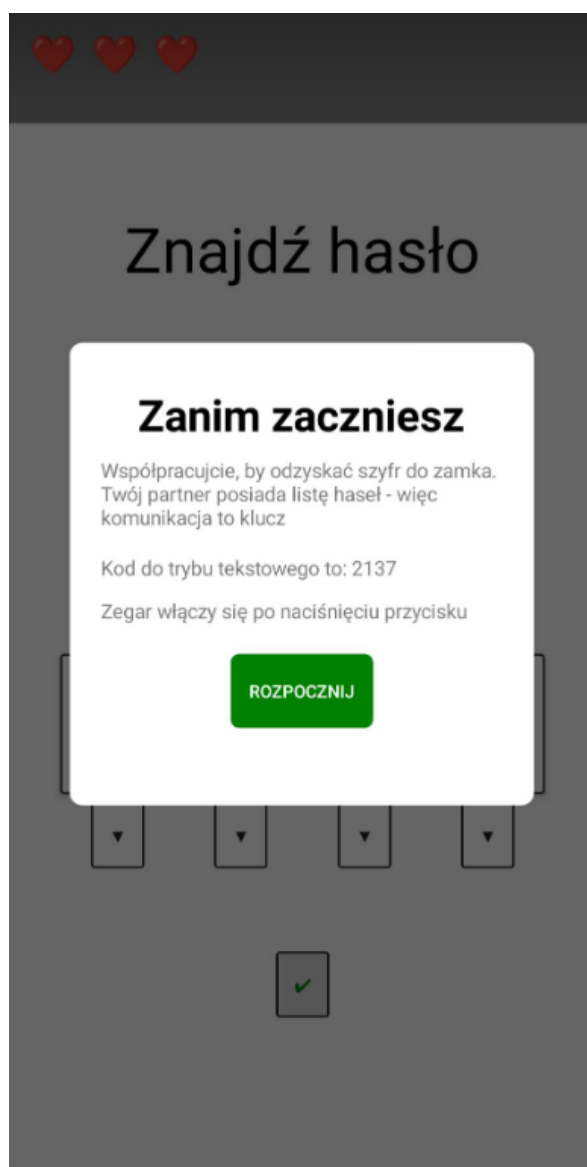 Znajdź hasło
Zanim zaczniesz
Współpracujcie, by odzyskać szyfr do zamka.
Twój partner posiada listę haseł - więc
komunikacja to klucz
Kod do trybu tekstowego to: 2137
Zegar włączy się po naciśnięciu przycisku
ROZPOCZNIJ